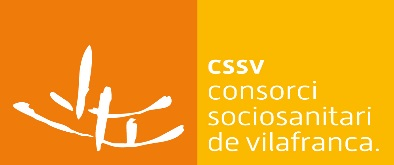 cssv
consorci
sociosanitari
de vilafranca.